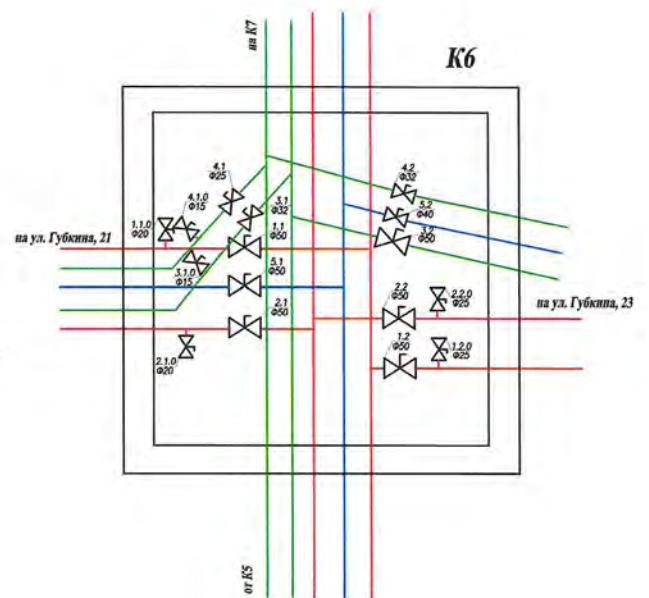 на К7
К6
4.1
Ф25
4.2
Ф32
4.1.0
Ф15
3.1
Ф32
5.2
Ф40
1.1.0
Ф20
1.1
Ф50
3.2
Ф50
на ул. Губкина, 21
3.1.0
Ф15
5.1
Ф50
2.1
Ф50
2.2
Ф50
2.2.0
Ф25
на ул. Губкина, 23
2.1.0
Ф20
1.2
Ф50
1.2.0
Ф25
от К5